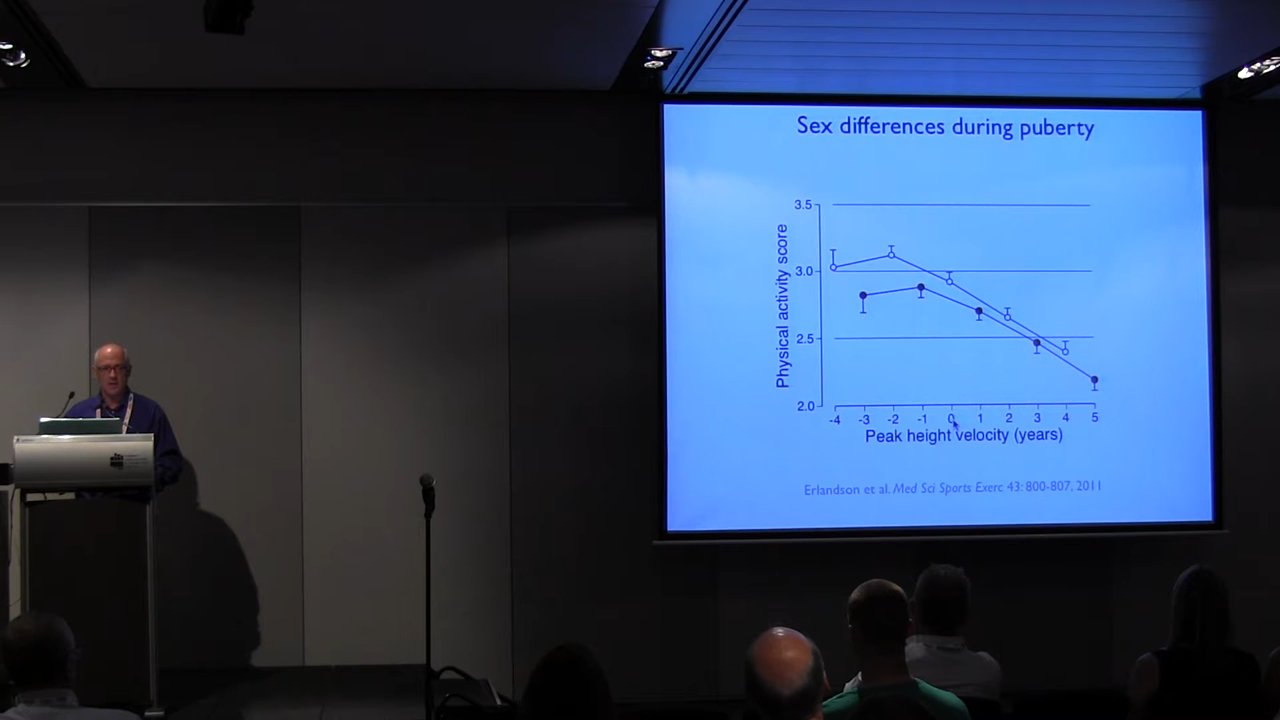 Sex differences during puberty
3.5
3.0
2.5
2.0
Physical activity score
-4 -3 -2 -1 0 1 2 3 4 5
Peak height velocity (years)
Erlandson et al. Med Sci Sports Exerc 43: 800-807, 2011